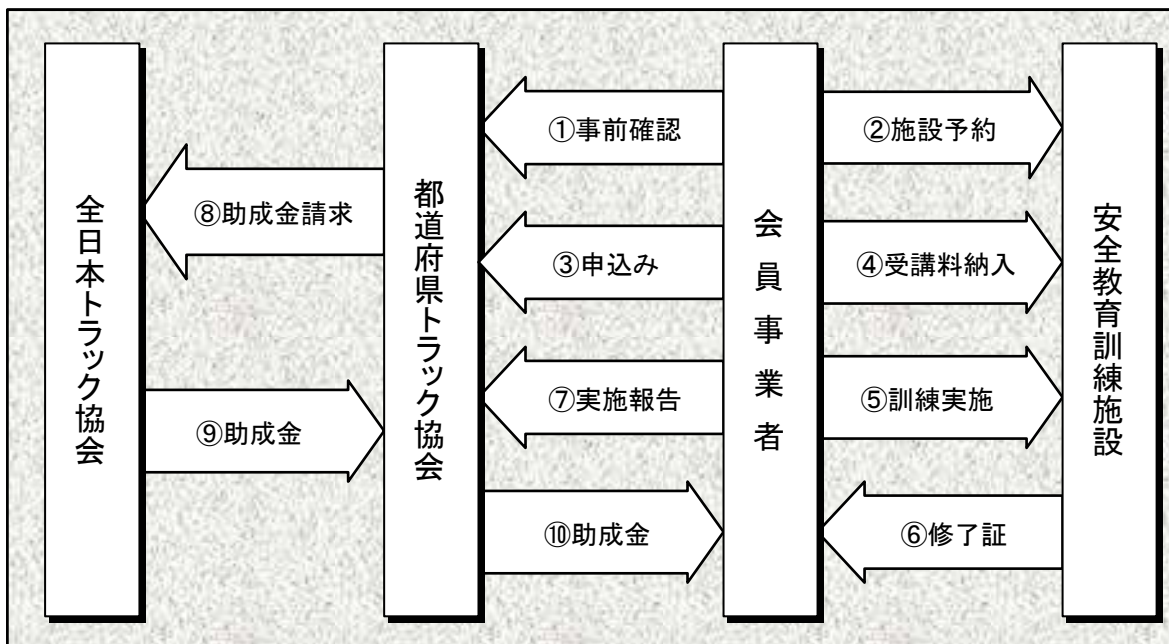 全日本トラック協会
都道府県トラック協会
会員事業者
安全教育訓練施設
①事前確認
②施設予約
③申込み
④受講料納入
⑤訓練実施
⑥修了証
⑦実施報告
⑧助成金請求
⑨助成金
⑩助成金